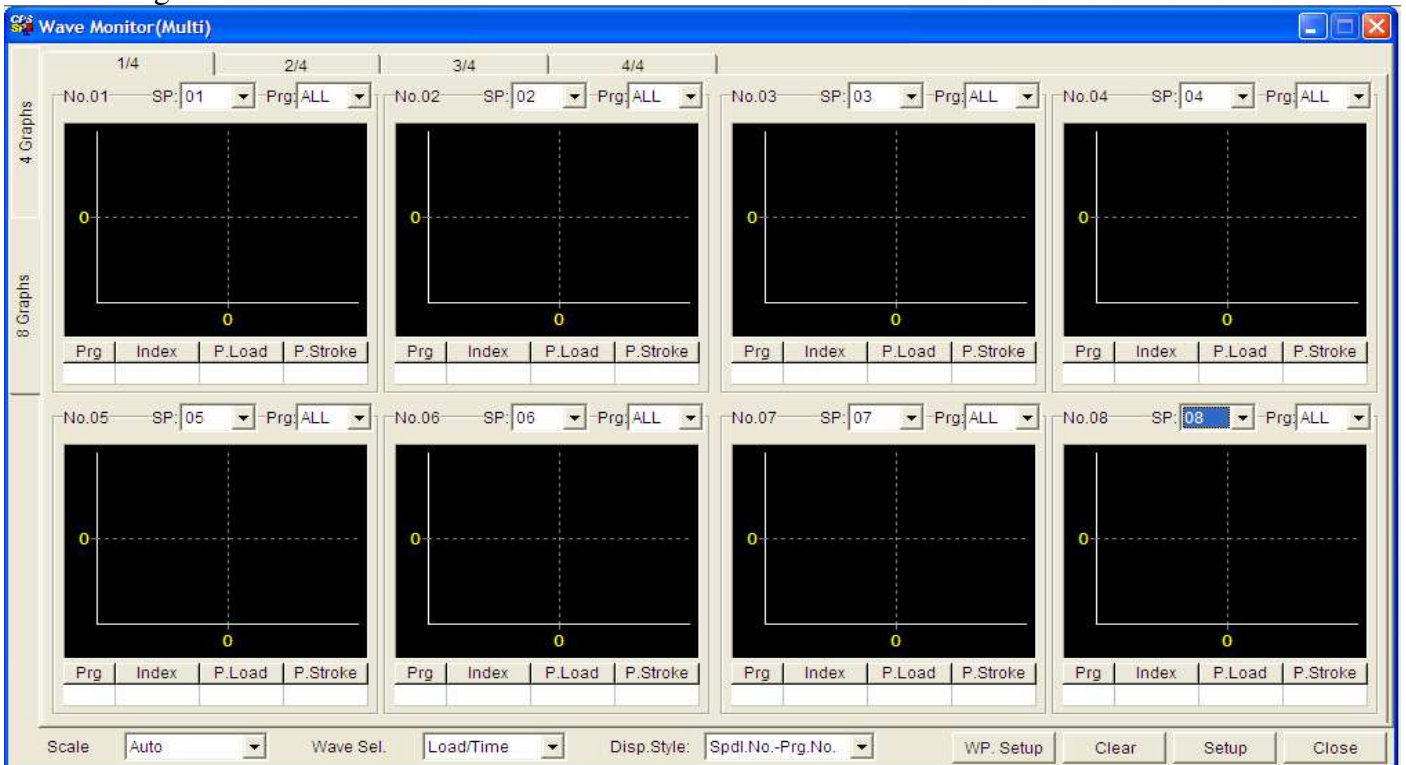 CPS SP Wave Monitor(Multi)
1/4 2/4 3/4 4/4
4 Graphs
8 Graphs
No.01 SP: 01 Prg: ALL No.02 SP: 02 Prg: ALL No.03 SP: 03 Prg: ALL No.04 SP: 04 Prg: ALL
0 0 0 0
0 0 0 0
Prg Index P.Load P.Stroke Prg Index P.Load P.Stroke Prg Index P.Load P.Stroke Prg Index P.Load P.Stroke
No.05 SP: 05 Prg: ALL No.06 SP: 06 Prg: ALL No.07 SP: 07 Prg: ALL No.08 SP: 08 Prg: ALL
0 0 0 0
0 0 0 0
Prg Index P.Load P.Stroke Prg Index P.Load P.Stroke Prg Index P.Load P.Stroke Prg Index P.Load P.Stroke
Scale Auto Wave Sel. Load/Time Disp.Style: Spdl.No.-Prg.No. WP. Setup Clear Setup Close